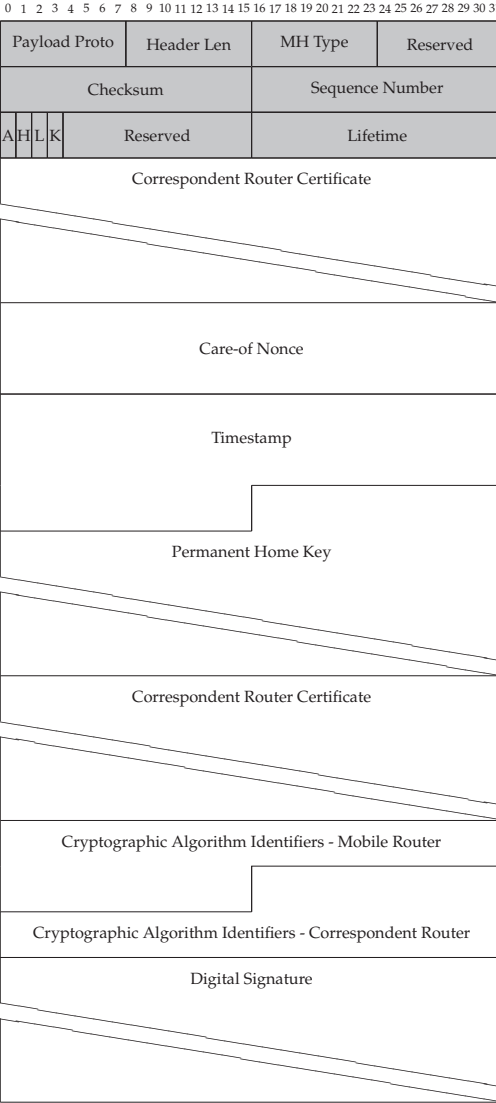 0 1 2 3 4 5 6 7 8 9 10 11 12 13 14 15 16 17 18 19 20 21 22 23 24 25 26 27 28 29 30 3
Payload Proto Header Len MH Type Reserved
Checksum Sequence Number
A H L K Reserved Lifetime
Correspondent Router Certificate
Care-of Nonce
Timestamp
Permanent Home Key
Correspondent Router Certificate
Cryptographic Algorithm Identifiers - Mobile Router
Cryptographic Algorithm Identifiers - Correspondent Router
Digital Signature